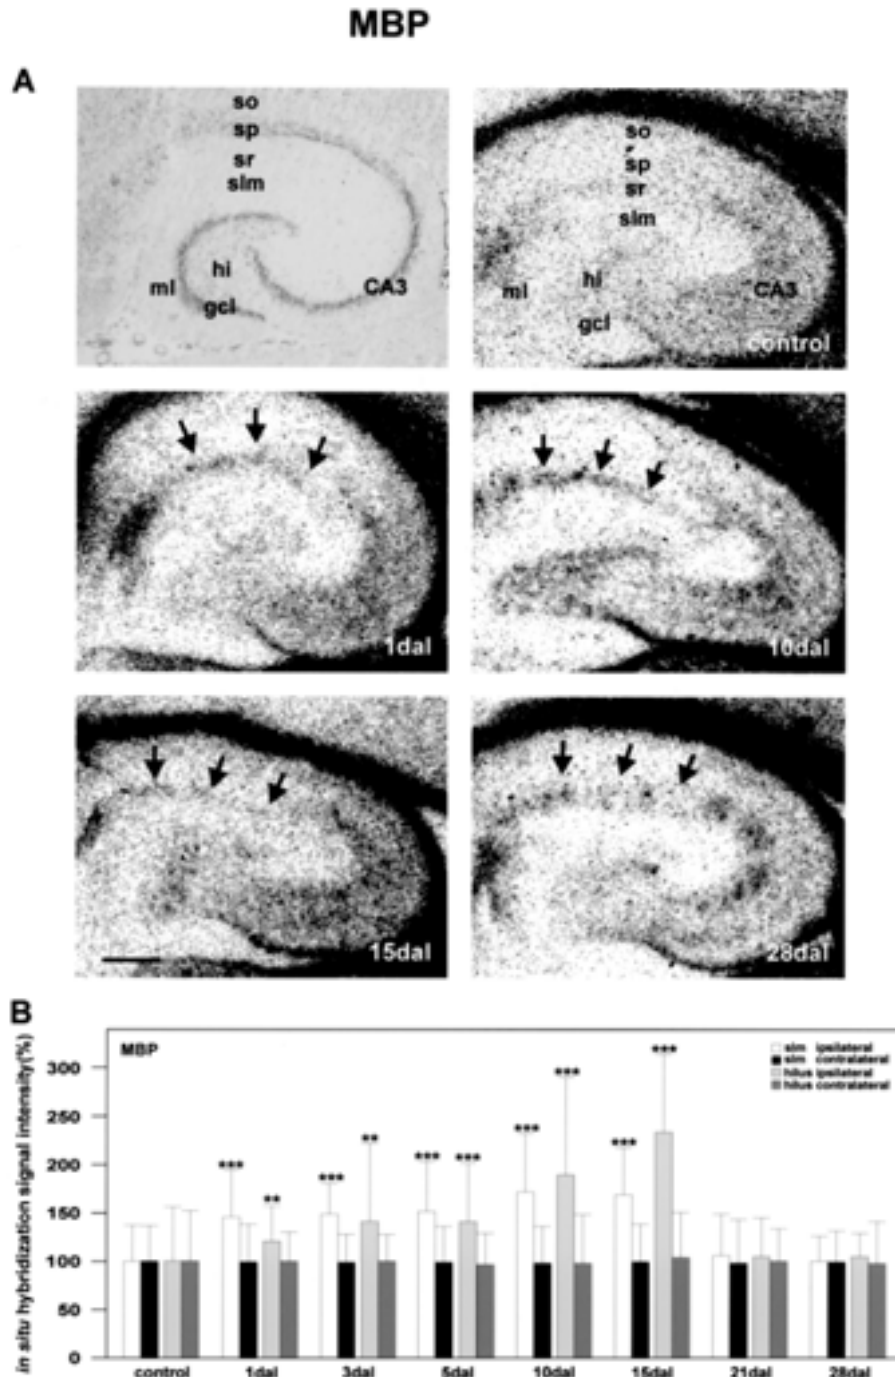 MBP
A
so
sp
sr
slm
hi
ml
gcl
CA3
so
sp
sr
slm
hi
ml
gcl
CA3
control
1dal
10dal
15dal
28dal
B
MBP
slm ipsilateral
slm contralateral
hilus ipsilateral
hilus contralateral
in situ hybridization signal intensity(%)
300
250
200
150
100
50
0
*** ** *** ** *** *** *** *** *** ***
control 1dal 3dal 5dal 10dal 15dal 21dal 28dal